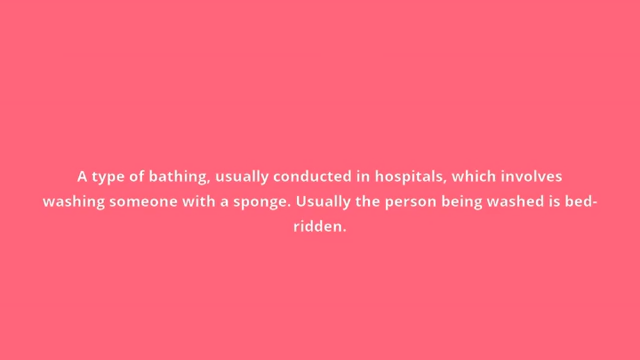 A type of bathing, usually conducted in hospitals, which involves
washing someone with a sponge. Usually the person being washed is bed-
ridden.